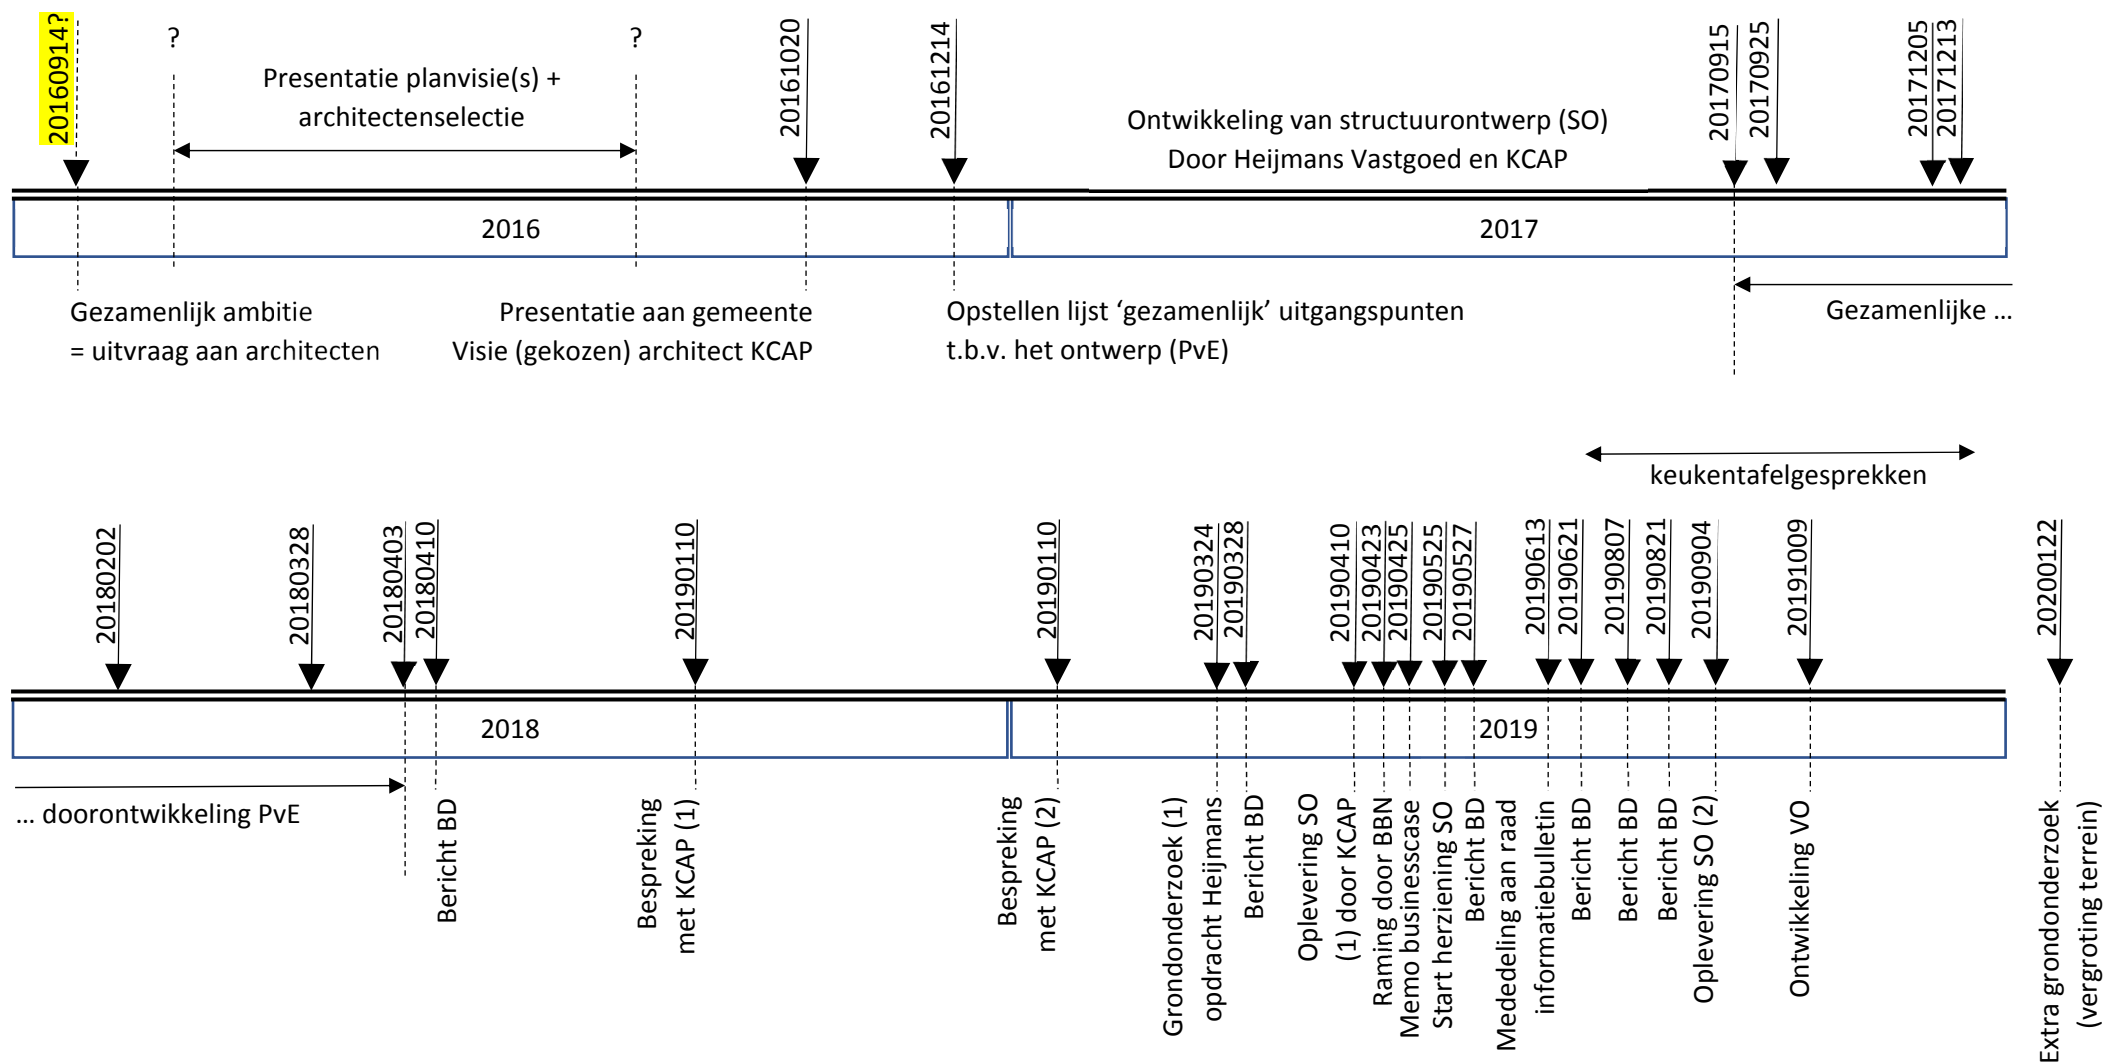 20160914?
?
Presentatie planvisie(s) +
architectenselectie
?
20161020
20161214
Ontwikkeling van structuurontwerp (SO)
Door Heijmans Vastgoed en KCAP
20170915
20170925
20171205
20171213
2016
2017
Gezamenlijk ambitie
= uitvraag aan architecten
Presentatie aan gemeente
Visie (gekozen) architect KCAP
Opstellen lijst ‘gezamenlijk’ uitgangspunten
t.b.v. het ontwerp (PvE)
Gezamenlijke ...
keukentafelgesprekken
20180202
20180328
20180403
20180410
20190110
20190110
20190324
20190328
20190410
20190423
20190425
20190525
20190527
20190613
20190621
20190807
20190821
20190904
20191009
20200122
2018
2019
... doorontwikkeling PvE
Bericht BD
Bespreking
met KCAP (1)
Bespreking
met KCAP (2)
Grondonderzoek (1)
opdracht Heijmans
Bericht BD
Oplevering SO
(1) door KCAP
Raming door BBN
Memo businesscase
Start herziening SO
Bericht BD
Mededeling aan raad
informatiebulletin
Bericht BD
Bericht BD
Bericht BD
Oplevering SO (2)
Ontwikkeling VO
Extra grondonderzoek
(vergroting terrein)